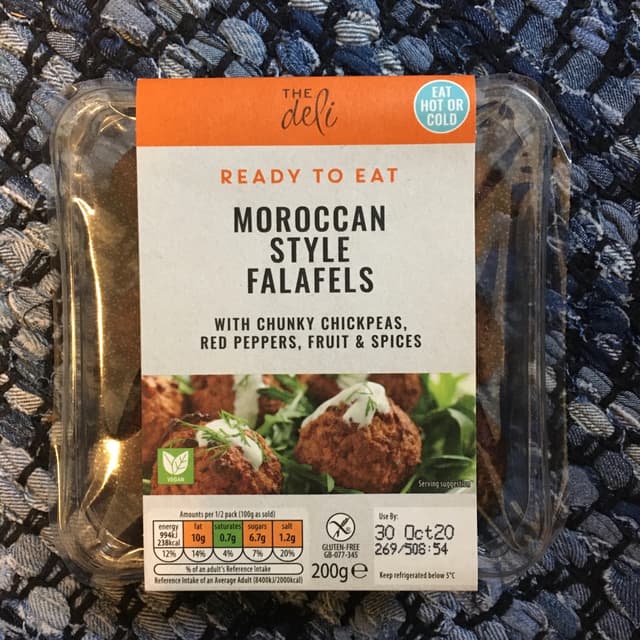 THE
deli
EAT
HOT OR
COLD
READY TO EAT
MOROCCAN
STYLE
FALAFELS
WITH CHUNKY CHICKPEAS,
RED PEPPERS, FRUIT & SPICES
VEGAN
Serving suggestion
Amounts per 1/2 pack (100g as sold)
energy fat saturates sugars salt
994kJ
238kcal 10g 0.7g 6.7g 1.2g
12% 14% 4% 7% 20%
% of an adult's Reference Intake
Reference Intake of an Average Adult (8400kJ/2000kcal)
GLUTEN-FREE
GB-077-345
200g e
Use By:
30 Oct20
269/508:54
Keep refrigerated below 5°C